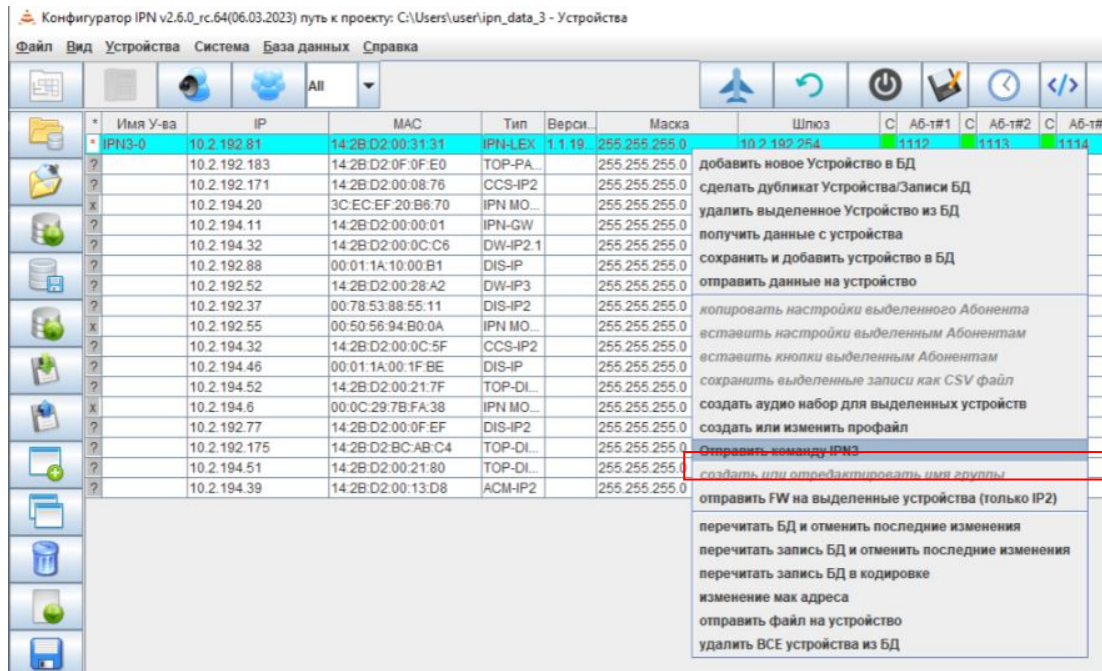 Конфигуратор IPN v2.6.0_rc.64(06.03.2023) путь к проекту: C:\Users\user\ipn_data_3 - Устройства
Файл Вид Устройства Система База данных Справка
All
* Имя У-ва IP MAC Тип Верси... Маска Шлюз С Аб-т#1 С Аб-т#2 С Аб-т#
* IPN3-0 10.2.192.81 14:2B:D2:00:31:31 IPN-LEX 1.1.19... 255.255.255.0 10.2.192.254 1112 1113 1114
? 10.2.192.183 14:2B:D2:0F:0F:E0 TOP-PA... 255.255.255.0
? 10.2.192.171 14:2B:D2:00:08:76 CCS-IP2 255.255.255.0
x 10.2.194.20 3C:EC:EF:20:B6:70 IPN MO... 255.255.255.0
? 10.2.194.11 14:2B:D2:00:00:01 IPN-GW 255.255.255.0
? 10.2.194.32 14:2B:D2:00:0C:C6 DW-IP2.1 255.255.255.0
? 10.2.192.88 00:01:1A:10:00:B1 DIS-IP 255.255.255.0
? 10.2.192.52 14:2B:D2:00:28:A2 DW-IP3 255.255.255.0
? 10.2.192.37 00:78:53:88:55:11 DIS-IP2 255.255.255.0
x 10.2.192.55 00:50:56:94:B0:0A IPN MO... 255.255.255.0
? 10.2.194.32 14:2B:D2:00:0C:5F CCS-IP2 255.255.255.0
? 10.2.194.46 00:01:1A:00:1F:BE DIS-IP 255.255.255.0
? 10.2.194.52 14:2B:D2:00:21:7F TOP-DI... 255.255.255.0
x 10.2.194.6 00:0C:29:7B:FA:38 IPN MO... 255.255.255.0
? 10.2.192.77 14:2B:D2:00:0F:EF DIS-IP2 255.255.255.0
? 10.2.192.175 14:2B:D2:BC:AB:C4 TOP-DI... 255.255.255.0
? 10.2.194.51 14:2B:D2:00:21:80 TOP-DI... 255.255.255.0
? 10.2.194.39 14:2B:D2:00:13:D8 ACM-IP2 255.255.255.0
добавить новое Устройство в БД
сделать дубликат Устройства/Записи БД
удалить выделенное Устройство из БД
получить данные с устройства
сохранить и добавить устройство в БД
отправить данные на устройство
копировать настройки выделенного Абонента
вставить настройки выделенным Абонентам
вставить кнопки выделенным Абонентам
сохранить выделенные записи как CSV файл
создать аудио набор для выделенных устройств
создать или изменить профайл
Отправить команду IPN3
создать или отредактировать имя группы
отправить FW на выделенные устройства (только IP2)
перечитать БД и отменить последние изменения
перечитать запись БД и отменить последние изменения
перечитать запись БД в кодировке
изменение мак адреса
отправить файл на устройство
удалить ВСЕ устройства из БД